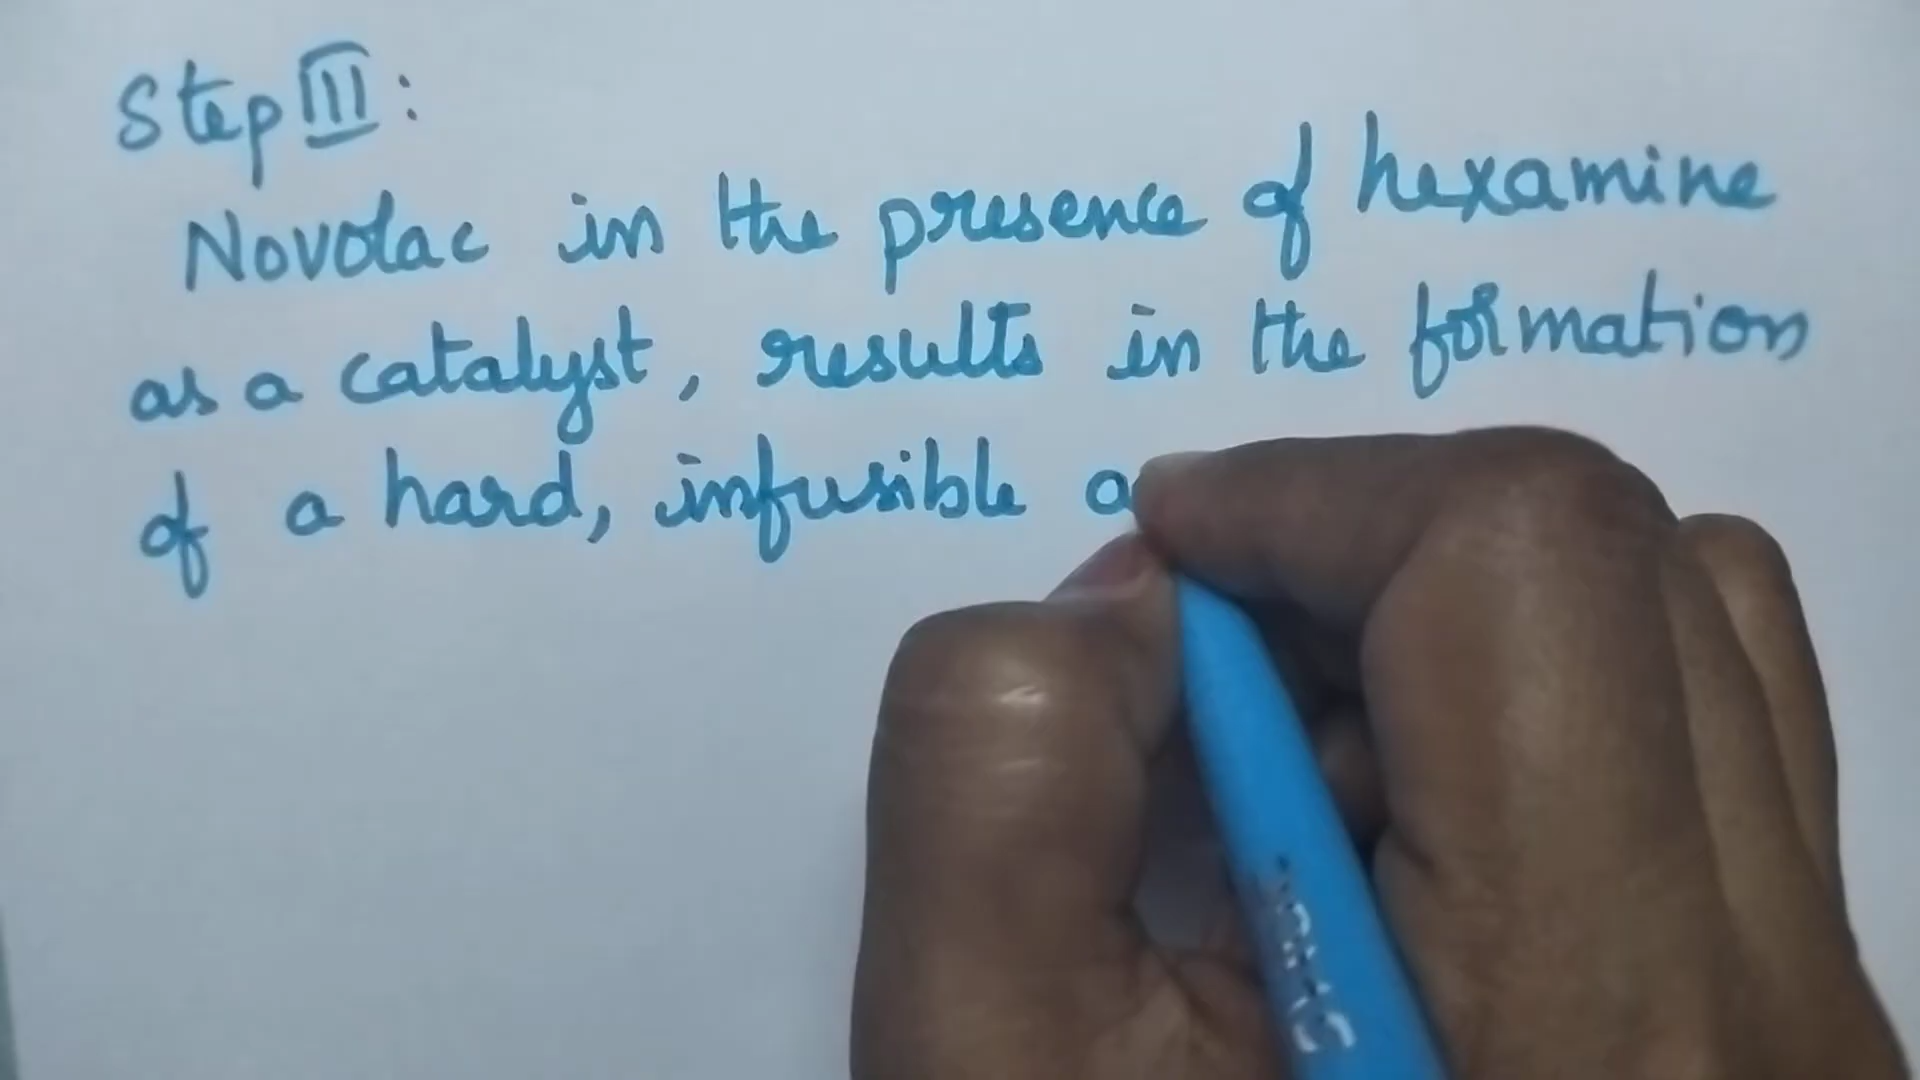 Step III:
Novolac in the presence of hexamine
as a catalyst, results in the formation
of a hard, infusible a